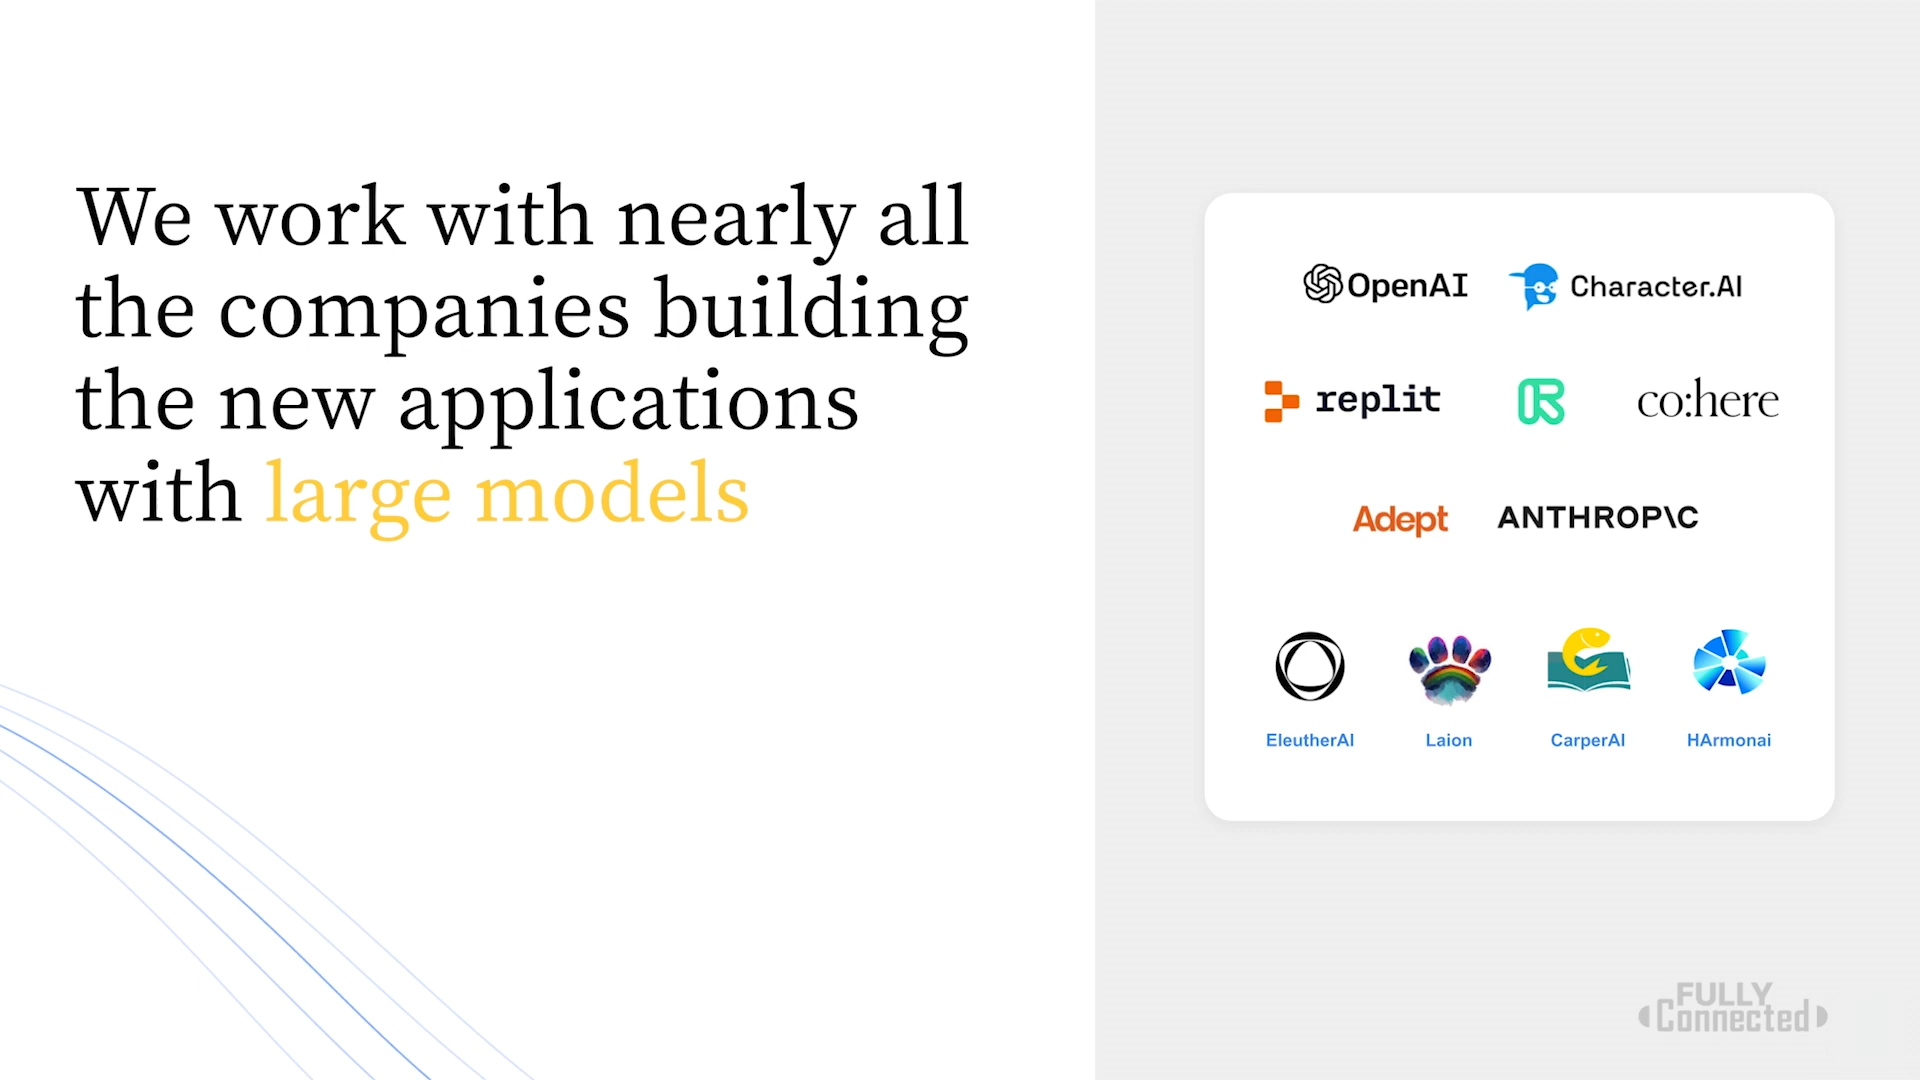 We work with nearly all
the companies building
the new applications
with large models
OpenAI
Character.AI
replit
R
co:here
Adept
ANTHROP\C
EleutherAI
Laion
CarperAI
HArmonai
FULLY
Connected